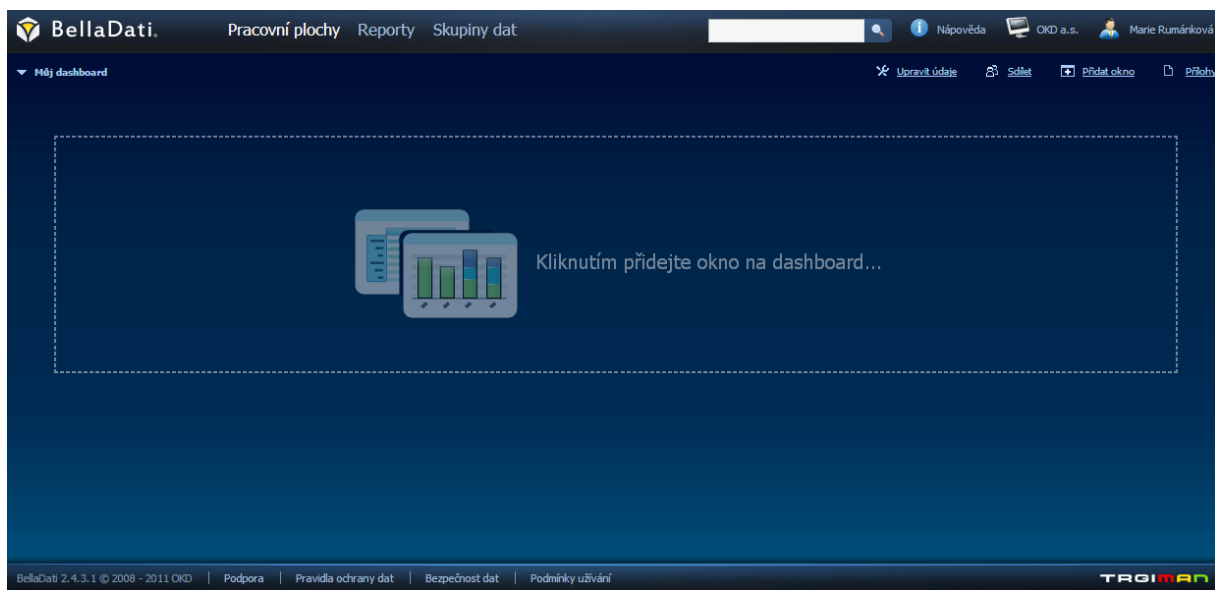 BellaDati. Pracovní plochy Reporty Skupiny dat Nápověda OKD a.s. Marie Rumánková
Můj dashboard Upravit údaje Sdílet Přidat okno Přílohy
Kliknutím přidejte okno na dashboard...
BellaDati 2.4.3.1 © 2008 - 2011 OKD | Podpora | Pravidla ochrany dat | Bezpečnost dat | Podmínky užívání TRGIMAN